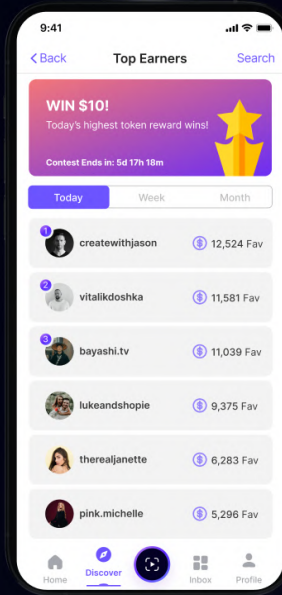 9:41
Back
Top Earners
Search
WIN $10!
Today's highest token reward wins!
Contest Ends in: 5d 17h 18m
Today
Week
Month
1
createwithjason
$ 12,524 Fav
2
vitalikdoshka
$ 11,581 Fav
3
bayashi.tv
$ 11,039 Fav
lukeandshopie
$ 9,375 Fav
therealjanette
$ 6,283 Fav
pink.michelle
$ 5,296 Fav
Home
Discover
Inbox
Profile